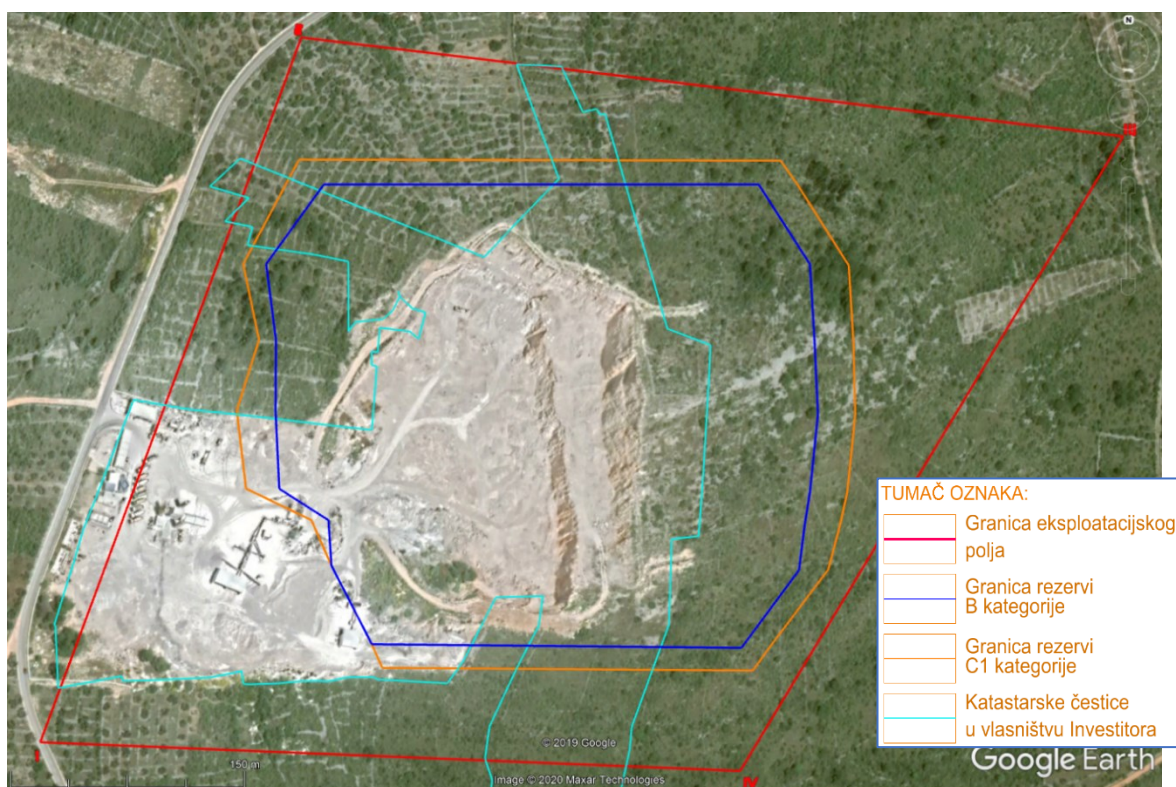 N
TUMAČ OZNAKA:
Granica eksploatacijskog
polja
Granica rezervi
B kategorije
Granica rezervi
C1 kategorije
Katastarske čestice
u vlasništvu Investitora
© 2019 Google
150 m
Image © 2020 Maxar Technologies
Google Earth